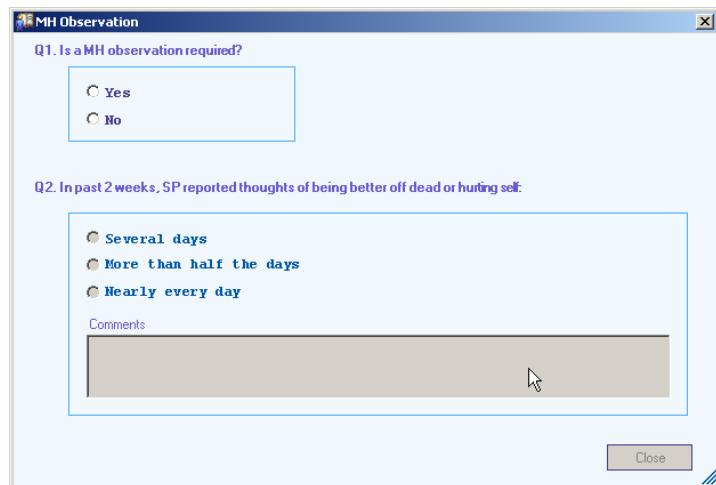 MH Observation
Q1. Is a MH observation required?
Yes
No
Q2. In past 2 weeks, SP reported thoughts of being better off dead or hurting self:
Several days
More than half the days
Nearly every day
Comments
Close